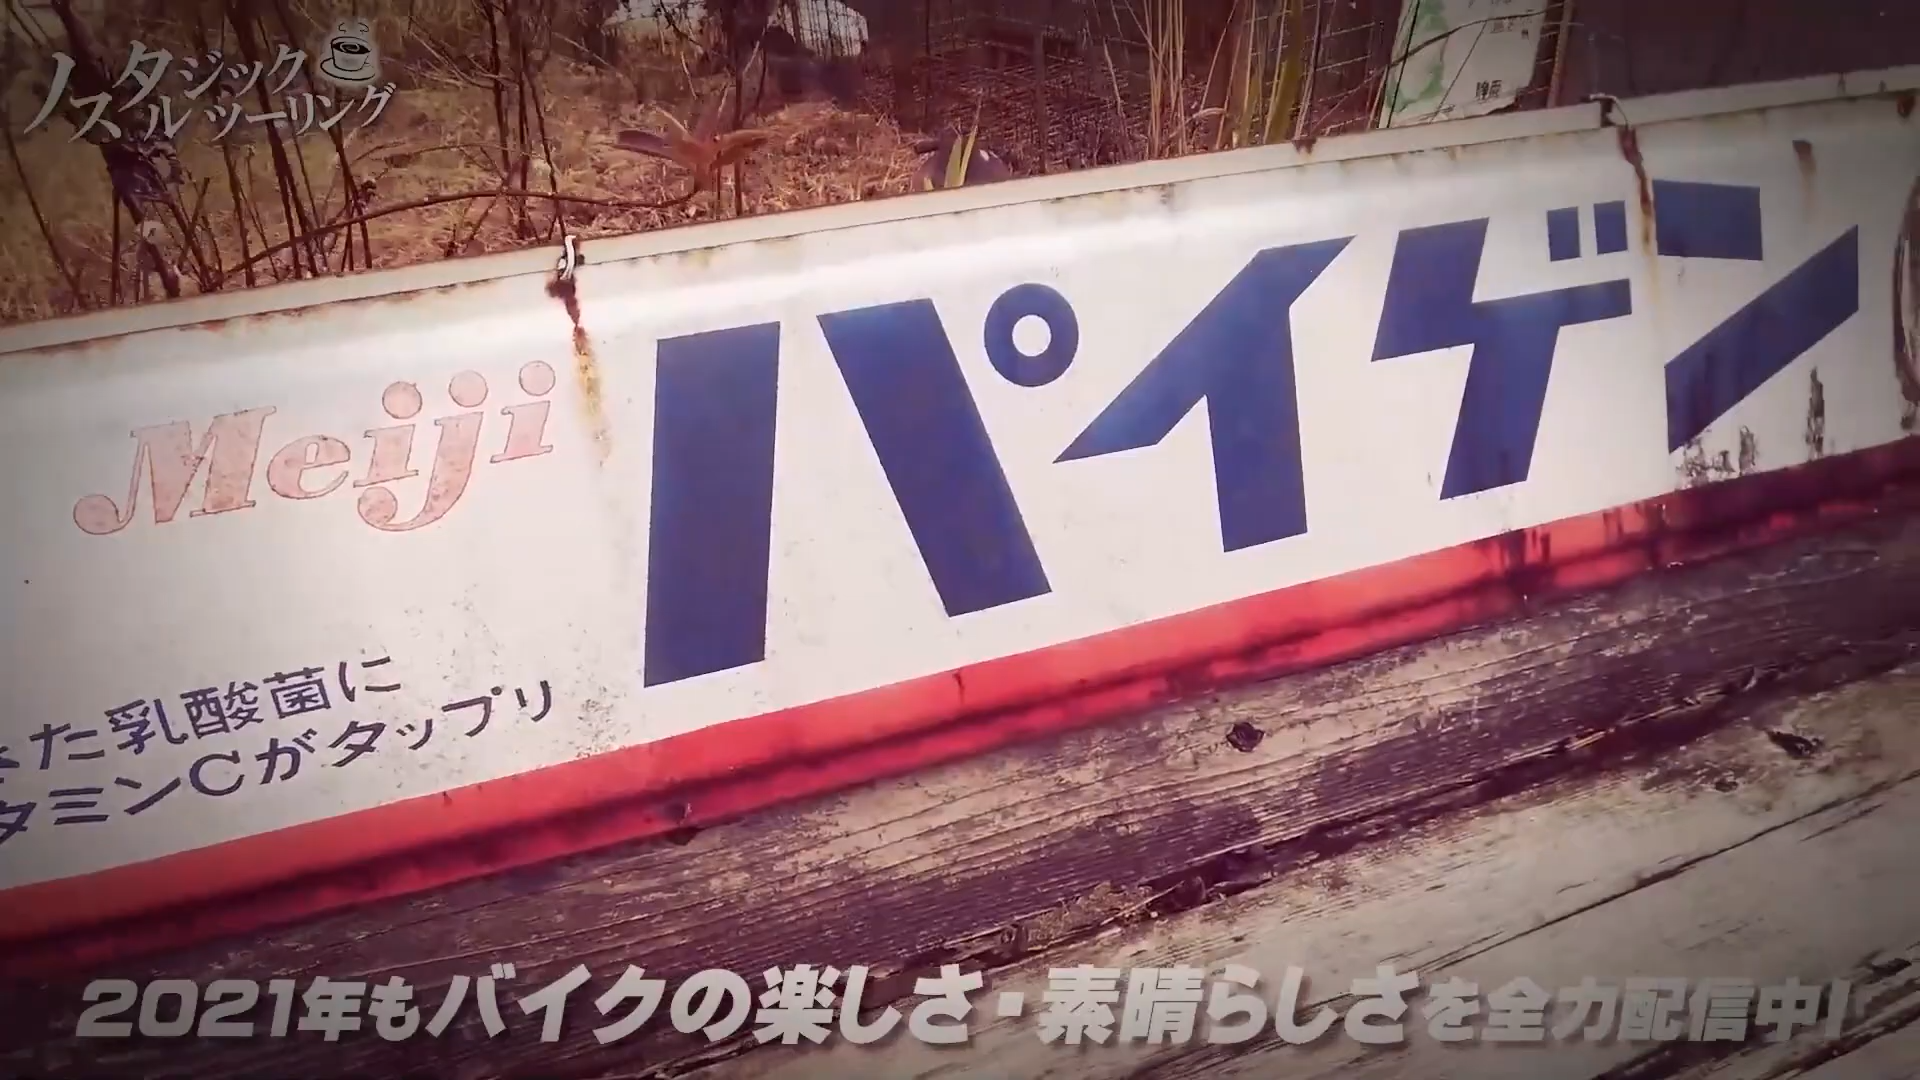 ノスタルジックツーリング
Meiji
パイゲン
きた乳酸菌に
タミンCがタップリ
2021年もバイクの楽しさ・素晴らしさを全力配信中!